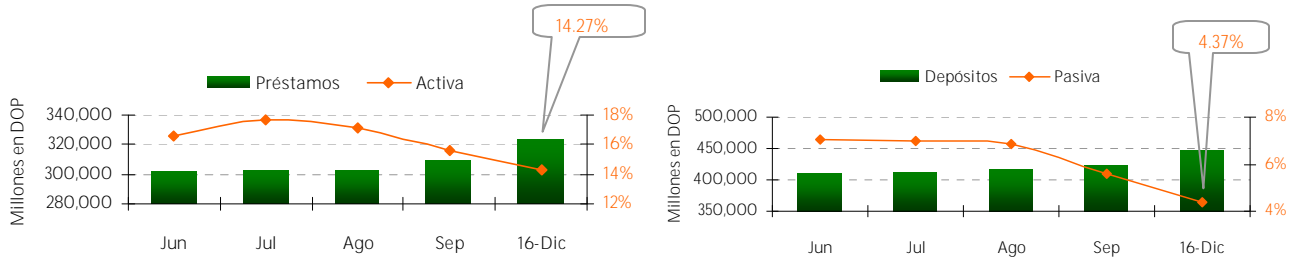 14.27%
Préstamos Activa
Millones en DOP
340,000 18%
320,000 16%
300,000 14%
280,000 12%
Jun Jul Ago Sep 16-Dic
4.37%
Depósitos Pasiva
Millones en DOP
500,000 8%
450,000
6%
400,000
350,000 4%
Jun Jul Ago Sep 16-Dic